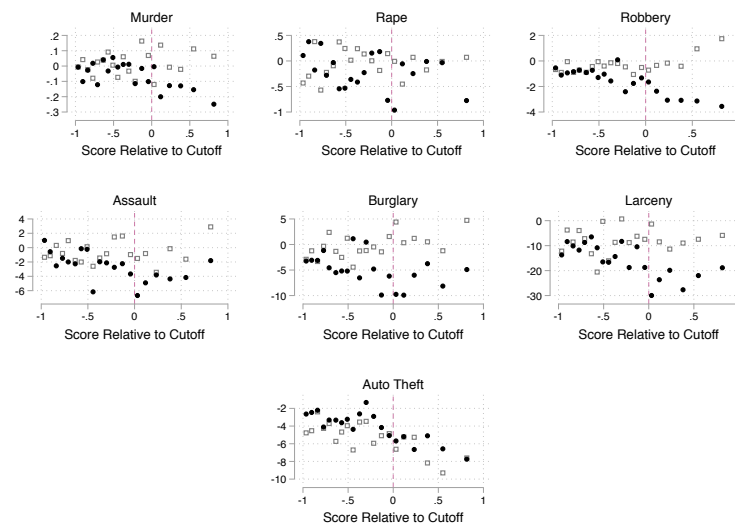 Murder
.2
.1
0
-.1
-.2
-.3
-1 -.5 0 .5 1
Score Relative to Cutoff
Rape
.5
0
-.5
-1
-1 -.5 0 .5 1
Score Relative to Cutoff
Robbery
2
0
-2
-4
-1 -.5 0 .5 1
Score Relative to Cutoff
Assault
4
2
0
-2
-4
-6
-1 -.5 0 .5 1
Score Relative to Cutoff
Burglary
5
0
-5
-10
-1 -.5 0 .5 1
Score Relative to Cutoff
Larceny
0
-10
-20
-30
-1 -.5 0 .5 1
Score Relative to Cutoff
Auto Theft
-2
-4
-6
-8
-10
-1 -.5 0 .5 1
Score Relative to Cutoff